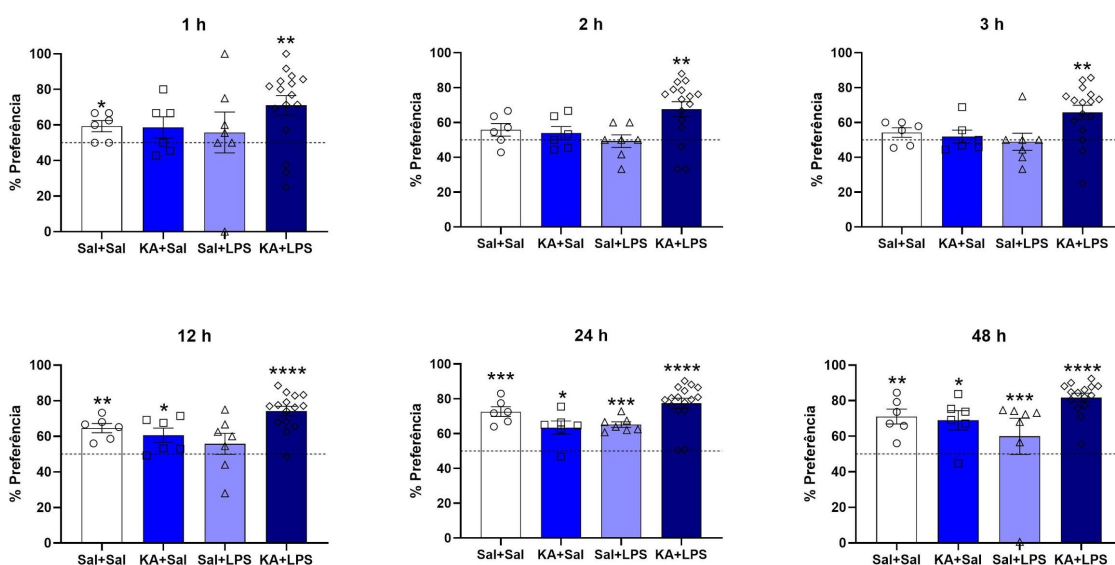 1 h
**
*
% Preferência
100
80
60
40
20
0
Sal+Sal KA+Sal Sal+LPS KA+LPS
2 h
**
% Preferência
100
80
60
40
20
0
Sal+Sal KA+Sal Sal+LPS KA+LPS
3 h
**
% Preferência
100
80
60
40
20
0
Sal+Sal KA+Sal Sal+LPS KA+LPS
12 h
** * ****
% Preferência
100
80
60
40
20
0
Sal+Sal KA+Sal Sal+LPS KA+LPS
24 h
*** * *** ****
% Preferência
100
80
60
40
20
0
Sal+Sal KA+Sal Sal+LPS KA+LPS
48 h
** * *** ****
% Preferência
100
80
60
40
20
0
Sal+Sal KA+Sal Sal+LPS KA+LPS